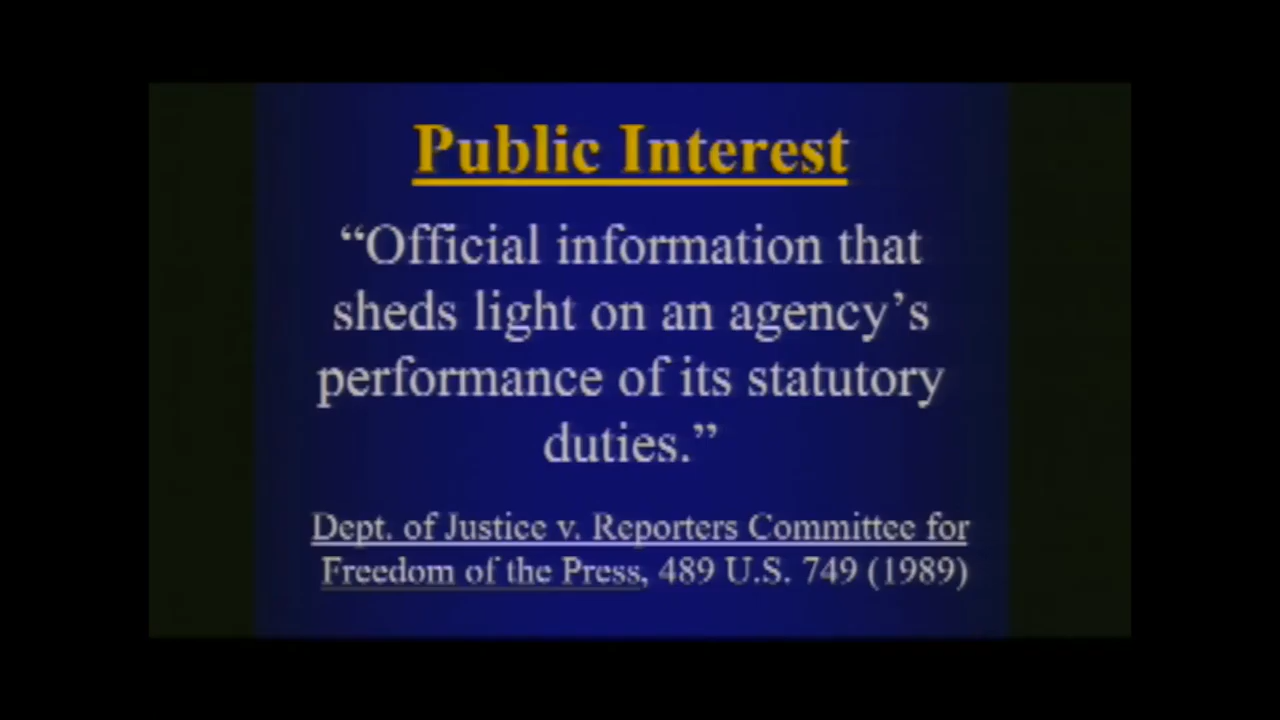 Public Interest
“Official information that
sheds light on an agency’s
performance of its statutory
duties.”
Dept. of Justice v. Reporters Committee for
Freedom of the Press, 489 U.S. 749 (1989)